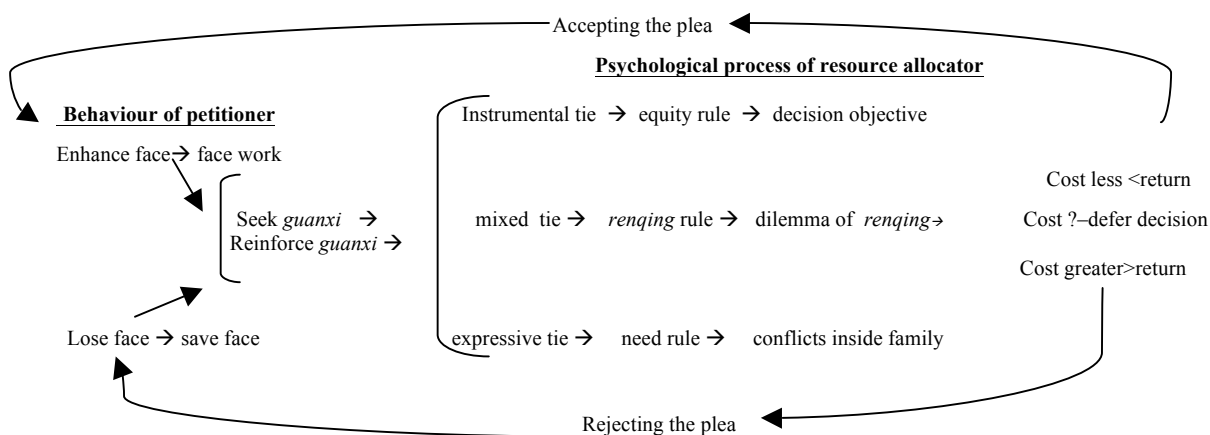 Accepting the plea
Psychological process of resource allocator
Behaviour of petitioner
Instrumental tie → equity rule → decision objective
Enhance face→ face work
Cost less <return
Seek guanxi →
Reinforce guanxi →
mixed tie → renqing rule → dilemma of renqing→
Cost ?–defer decision
Cost greater>return
Lose face → save face
expressive tie → need rule → conflicts inside family
Rejecting the plea